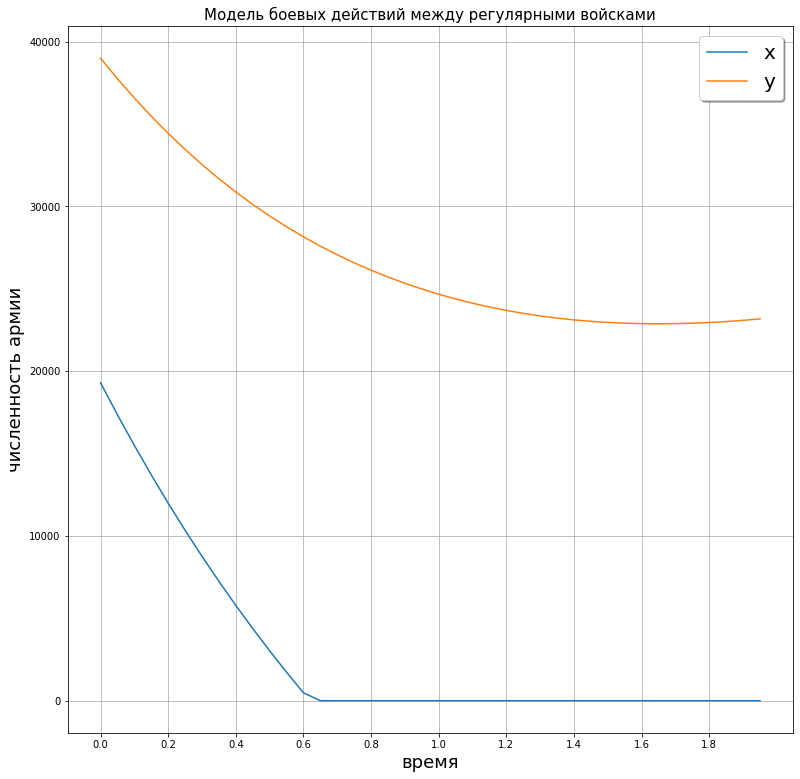 Модель боевых действий между регулярными войсками
x
y
40000
30000
20000
10000
0
численность армии
0.0 0.2 0.4 0.6 0.8 1.0 1.2 1.4 1.6 1.8
время